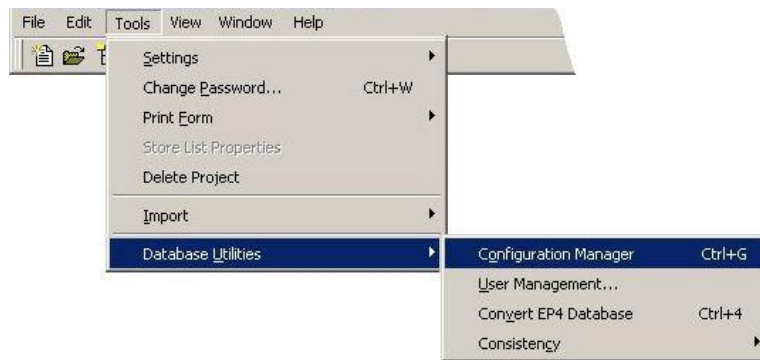 File Edit Tools View Window Help
Settings
Change Password... Ctrl+W
Print Form
Store List Properties
Delete Project
Import
Database Utilities
Configuration Manager Ctrl+G
User Management...
Convert EP4 Database Ctrl+4
Consistency